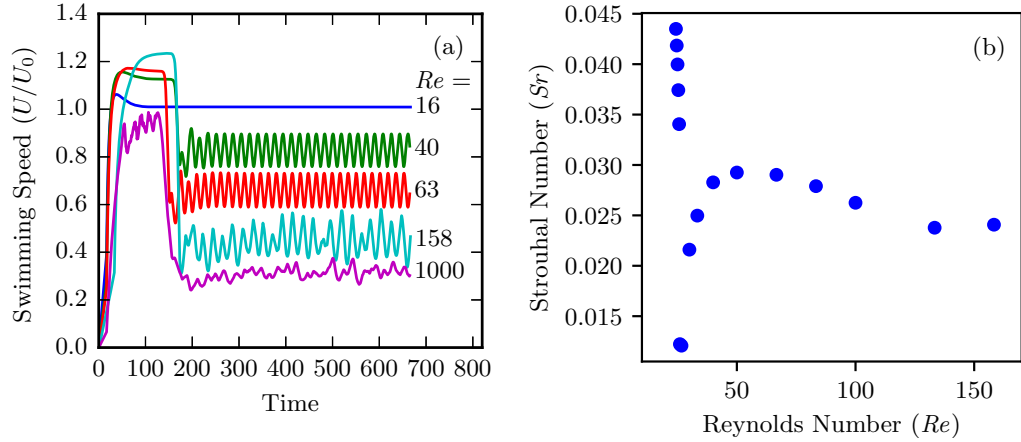 (a)
Re =
16
40
63
158
1000
1.4
1.2
1.0
0.8
0.6
0.4
0.2
0.0
Swimming Speed (U/U₀)
0 100 200 300 400 500 600 700 800
Time
(b)
0.045
0.040
0.035
0.030
0.025
0.020
0.015
Strouhal Number (Sr)
50 100 150
Reynolds Number (Re)